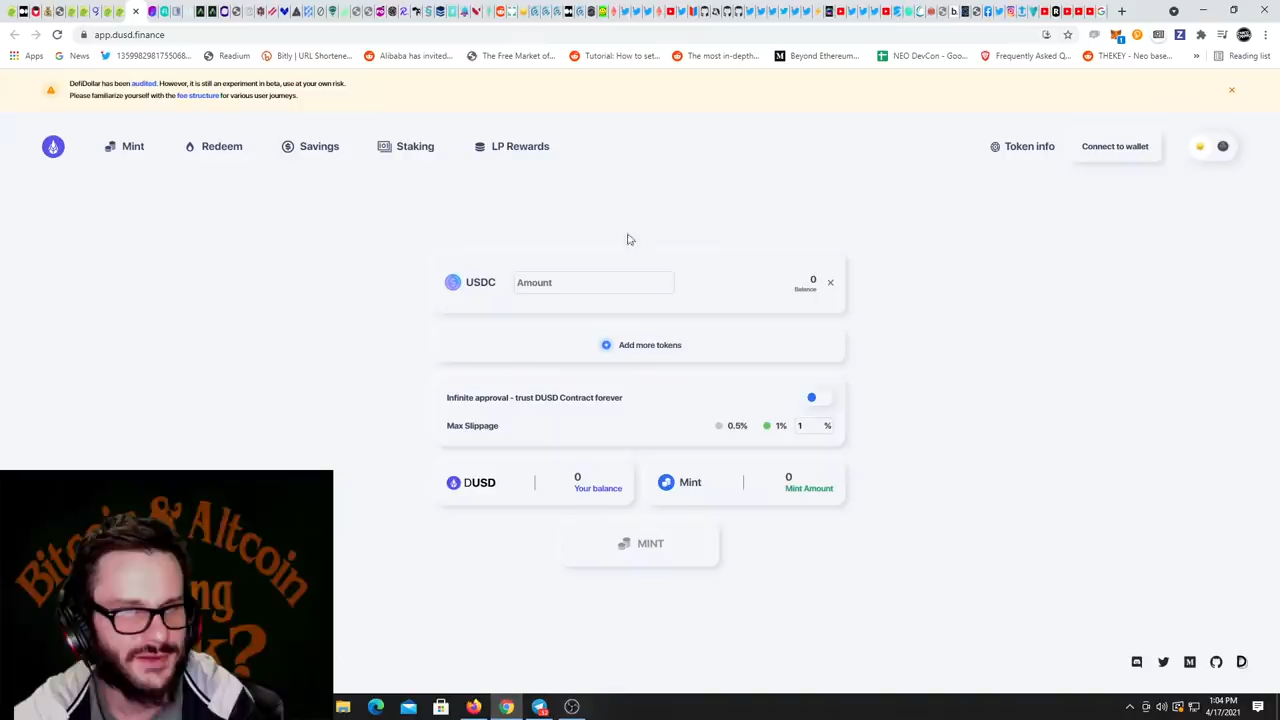 app.dusd.finance
Apps
News
1359982981755068...
Readium
Bitly | URL Shortene...
Alibaba has invited...
The Free Market of...
Tutorial: How to set...
The most in-depth...
Beyond Ethereum...
NEO DevCon - Goo...
Frequently Asked Q...
THEKEY - Neo base...
»
Reading list
DefiDollar has been audited. However, it is still an experiment in beta, use at your own risk.
Please familiarize yourself with the fee structure for various user journeys.
Mint
Redeem
Savings
Staking
LP Rewards
Token info
Connect to wallet
USDC
Amount
0
Balance
Add more tokens
Infinite approval - trust DUSD Contract forever
Max Slippage
0.5%
1%
1 %
DUSD
0
Your balance
Mint
0
Mint Amount
MINT
Bitcoin & Altcoin
1:04 PM
4/17/2021